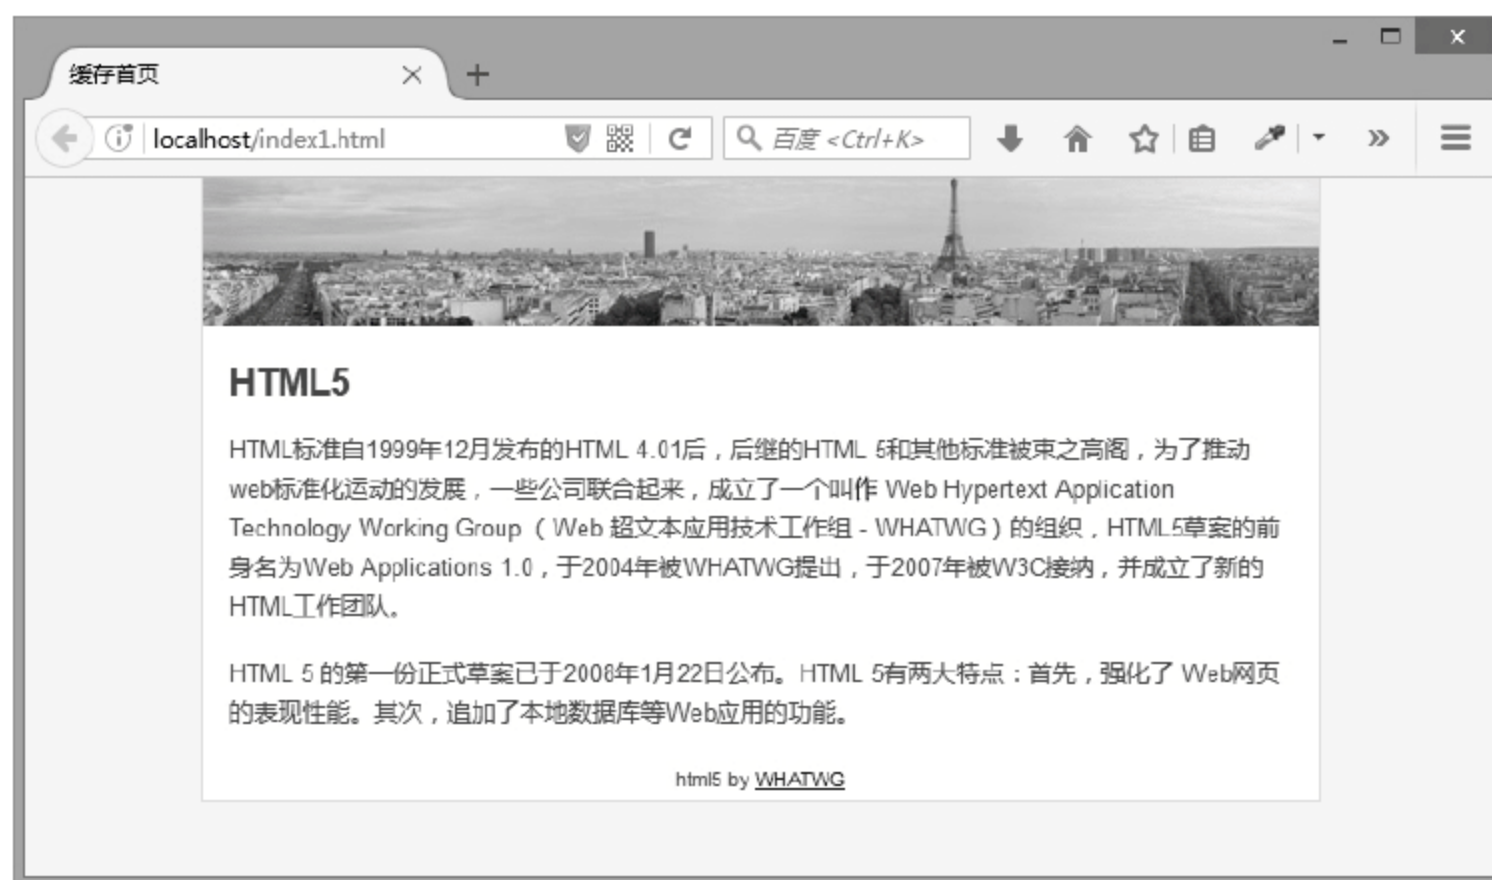 缓存首页
localhost/index1.html
百度 <Ctrl+K>
HTML5
HTML标准自1999年12月发布的HTML 4.01后，后继的HTML 5和其他标准被束之高阁，为了推动
web标准化运动的发展，一些公司联合起来，成立了一个叫作 Web Hypertext Application
Technology Working Group （Web 超文本应用技术工作组 - WHATWG）的组织，HTML5草案的前
身名为Web Applications 1.0，于2004年被WHATWG提出，于2007年被W3C接纳，并成立了新的
HTML工作团队。
HTML 5 的第一份正式草案已于2008年1月22日公布。HTML 5有两大特点：首先，强化了 Web网页
的表现性能。其次，追加了本地数据库等Web应用的功能。
html5 by WHATWG